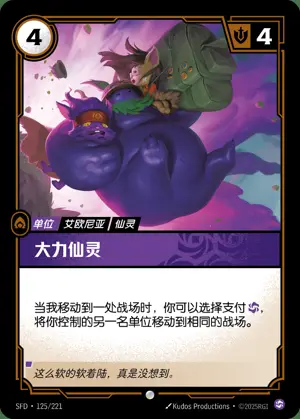 4
4
单位 艾欧尼亚 仙灵
大力仙灵
当我移动到一处战场时，你可以选择支付，
将你控制的另一名单位移动到相同的战场。
这么软的软着陆，真是没想到。
SFD • 125/221
Kudos Productions • ©2025RGI